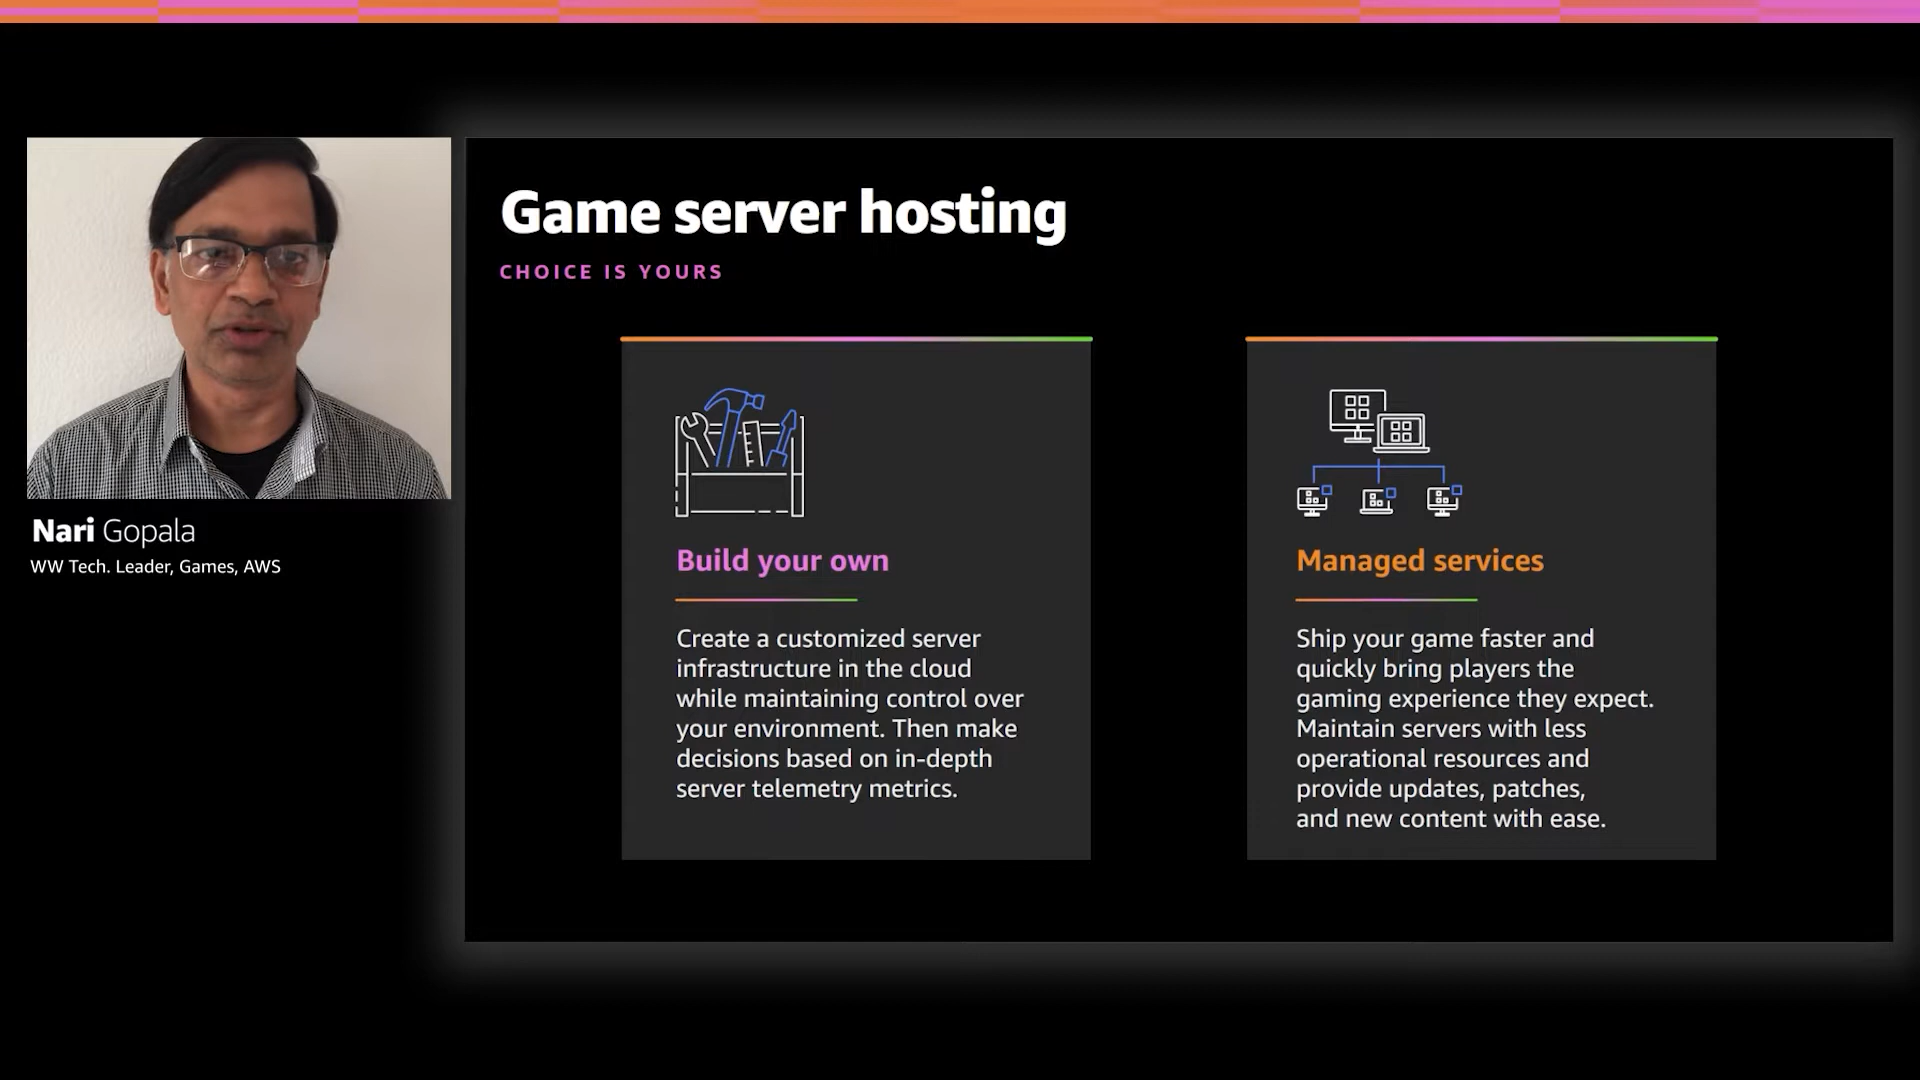 Game server hosting
CHOICE IS YOURS
Nari Gopala
WW Tech. Leader, Games, AWS
Build your own
Create a customized server
infrastructure in the cloud
while maintaining control over
your environment. Then make
decisions based on in-depth
server telemetry metrics.
Managed services
Ship your game faster and
quickly bring players the
gaming experience they expect.
Maintain servers with less
operational resources and
provide updates, patches,
and new content with ease.